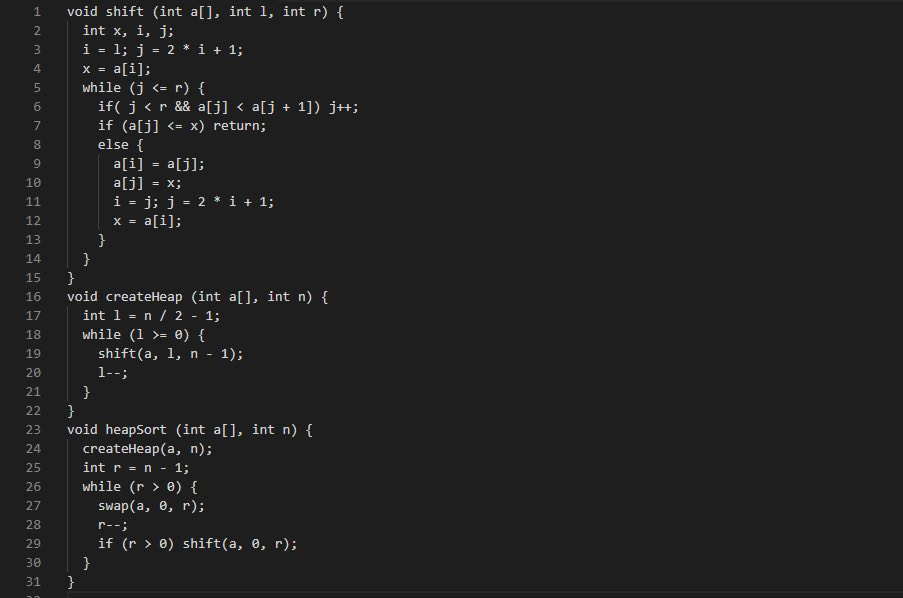 1 void shift (int a[], int l, int r) {
2 int x, i, j;
3 i = l; j = 2 * i + 1;
4 x = a[i];
5 while (j <= r) {
6 if( j < r && a[j] < a[j + 1]) j++;
7 if (a[j] <= x) return;
8 else {
9 a[i] = a[j];
10 a[j] = x;
11 i = j; j = 2 * i + 1;
12 x = a[i];
13 }
14 }
15 }
16 void createHeap (int a[], int n) {
17 int l = n / 2 - 1;
18 while (l >= 0) {
19 shift(a, l, n - 1);
20 l--;
21 }
22 }
23 void heapSort (int a[], int n) {
24 createHeap(a, n);
25 int r = n - 1;
26 while (r > 0) {
27 swap(a, 0, r);
28 r--;
29 if (r > 0) shift(a, 0, r);
30 }
31 }